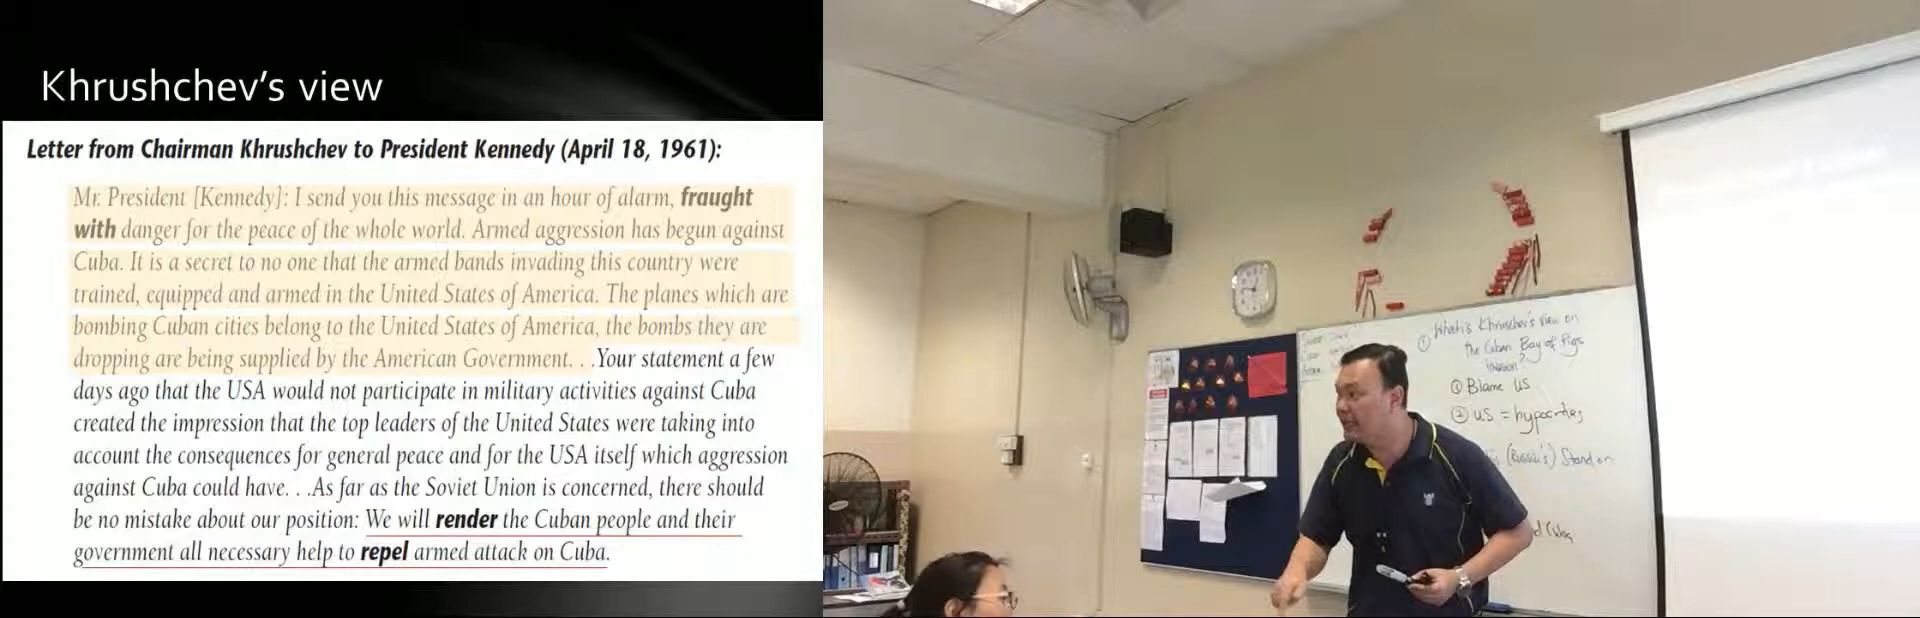 Khrushchev's view
Letter from Chairman Khrushchev to President Kennedy (April 18, 1961):
Mr. President [Kennedy]: I send you this message in an hour of alarm, fraught
with danger for the peace of the whole world. Armed aggression has begun against
Cuba. It is a secret to no one that the armed bands invading this country were
trained, equipped and armed in the United States of America. The planes which are
bombing Cuban cities belong to the United States of America, the bombs they are
dropping are being supplied by the American Government. . .Your statement a few
days ago that the USA would not participate in military activities against Cuba
created the impression that the top leaders of the United States were taking into
account the consequences for general peace and for the USA itself which aggression
against Cuba could have. . .As far as the Soviet Union is concerned, there should
be no mistake about our position: We will render the Cuban people and their
government all necessary help to repel armed attack on Cuba.
① What is Khruschev's view on
the Cuban Bay of Pigs
invasion?
① Blame US
② US = hypocrites
(Russia's) Stand on